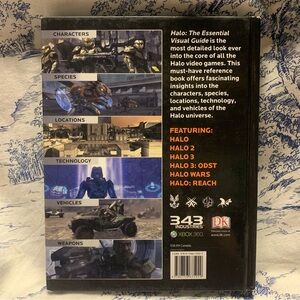 CHARACTERS
SPECIES
LOCATIONS
TECHNOLOGY
VEHICLES
WEAPONS
Halo: The Essential
Visual Guide is the
most detailed look ever
into the core of all the
Halo video games. This
must-have reference
book offers fascinating
insights into the
characters, species,
locations, technology,
and vehicles of the
Halo universe.
FEATURING:
HALO
HALO 2
HALO 3
HALO 3: ODST
HALO WARS
HALO: REACH
343
INDUSTRIES
XBOX 360
DK